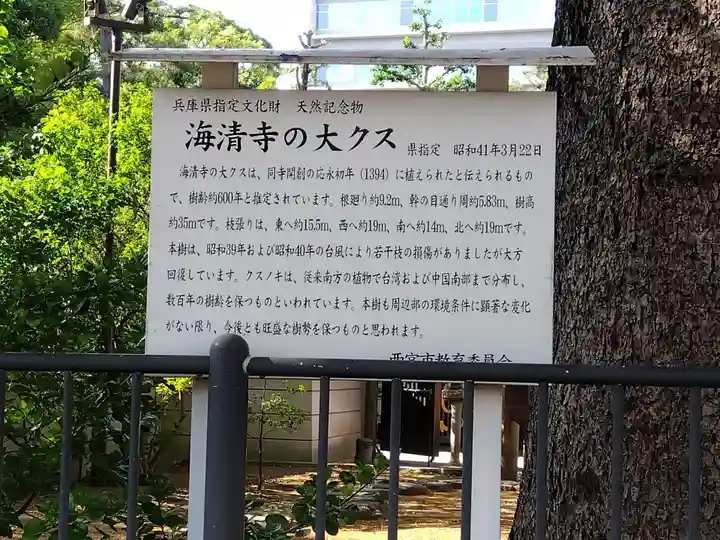 兵庫県指定文化財　天然記念物
海清寺の大クス　県指定　昭和41年3月22日
海清寺の大クスは、同寺開創の応永初年（1394）に植えられたと伝えられるもの
で、樹齢約600年と推定されています。根廻り約9.2m、幹の目通り周約5.83m、樹高
約35mです。枝張りは、東へ約15.5m、西へ約19m、南へ約14m、北へ約19mです。
本樹は、昭和39年および昭和40年の台風により若干枝の損傷がありましたが大方
回復しています。クスノキは、従来南方の植物で台湾および中国南部まで分布し、
数百年の樹齢を保つものといわれています。本樹も周辺部の環境条件に顕著な変化
がない限り、今後とも旺盛な樹勢を保つものと思われます。
西宮市教育委員会